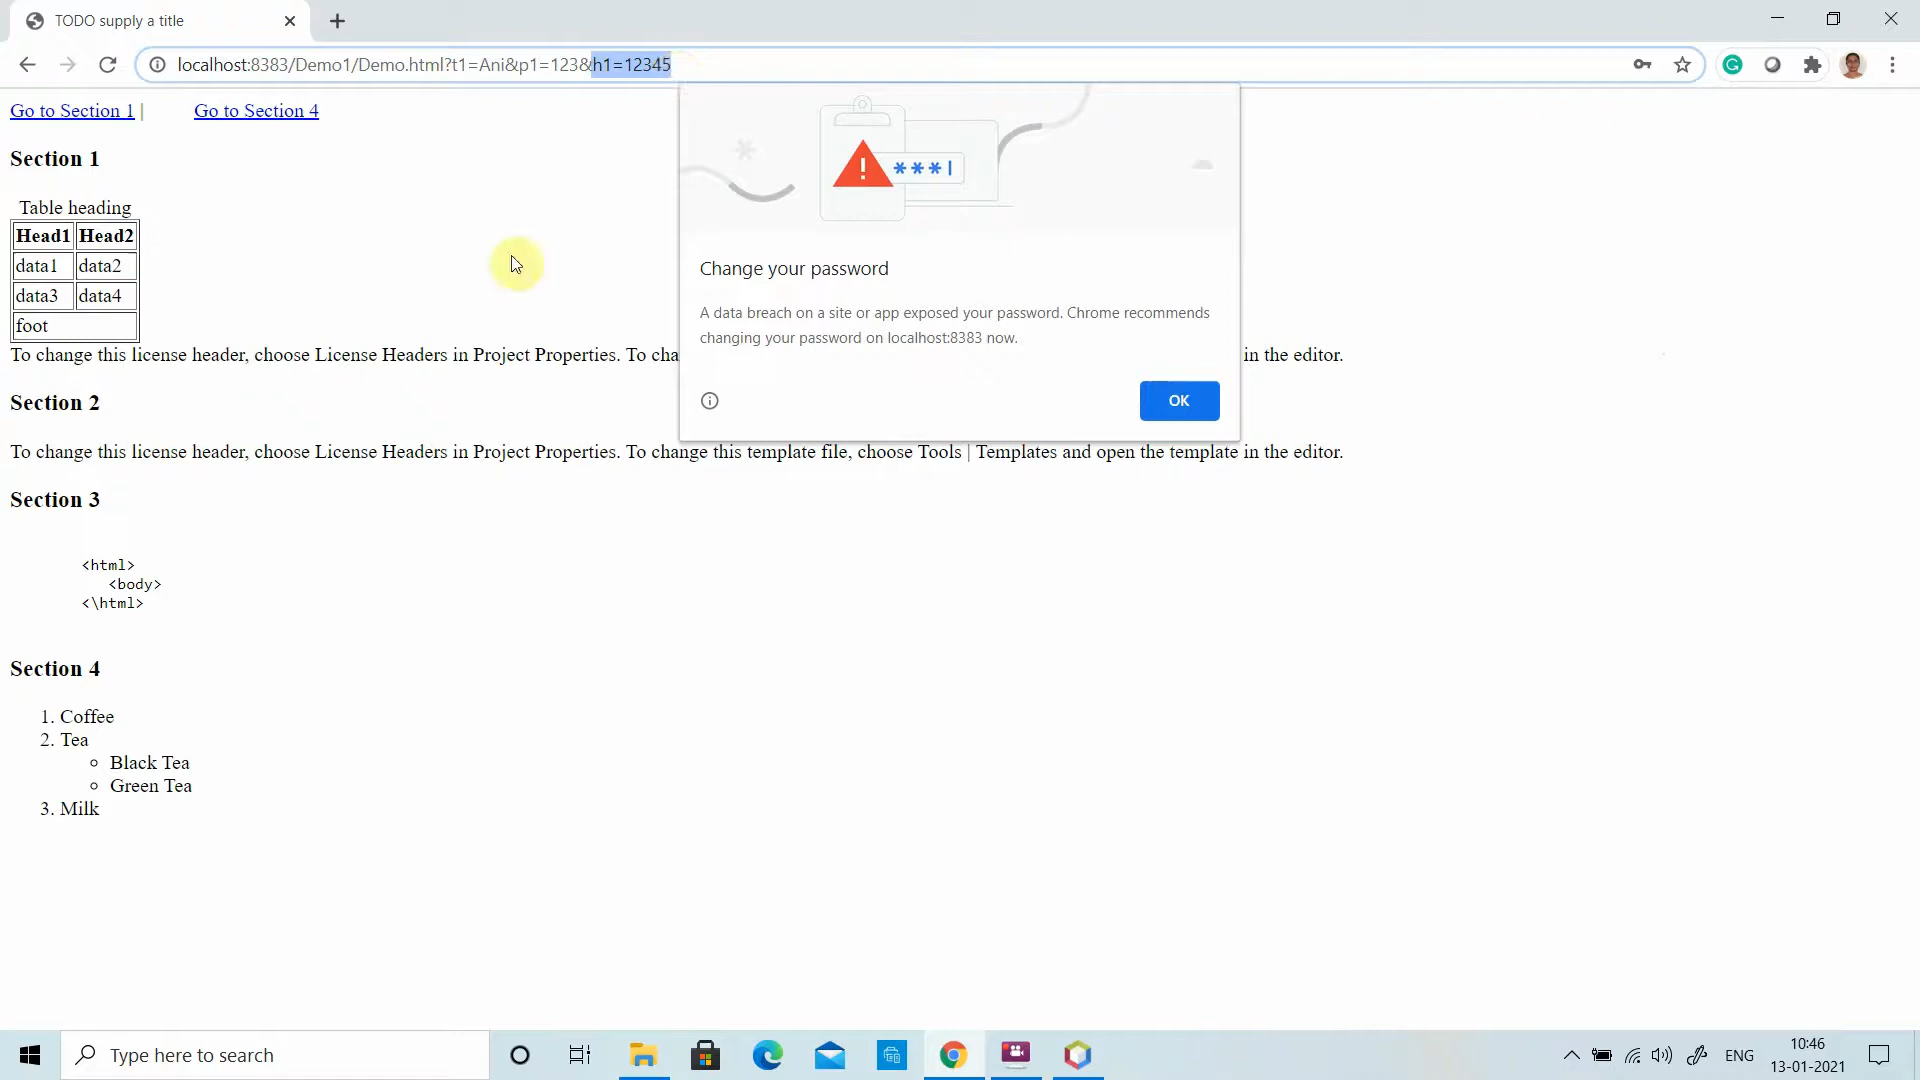 TODO supply a title
localhost:8383/Demo1/Demo.html?t1=Ani&p1=123&h1=12345
Go to Section 1 | Go to Section 4
Section 1
Table heading
Head1 Head2
data1 data2
data3 data4
foot
***|
Change your password
A data breach on a site or app exposed your password. Chrome recommends
changing your password on localhost:8383 now.
OK
To change this license header, choose License Headers in Project Properties. To cha in the editor.
Section 2
To change this license header, choose License Headers in Project Properties. To change this template file, choose Tools | Templates and open the template in the editor.
Section 3
<html>
<body>
<\html>
Section 4
1. Coffee
2. Tea
Black Tea
Green Tea
3. Milk
Type here to search
ENG
10:46
13-01-2021